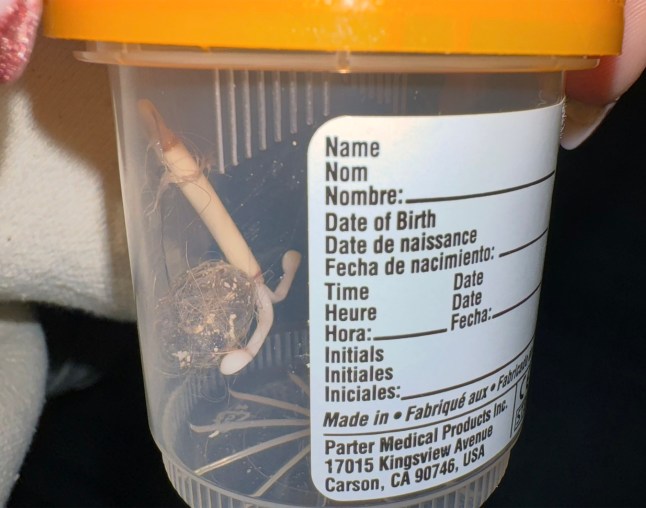 Name
Nom
Nombre:
Date of Birth
Date de naissance
Fecha de nacimiento:
Time Date
Heure Date
Hora: Fecha:
Initials
Initiales
Iniciales:
Made in • Fabriqué aux •
Parter Medical Products Inc.
17015 Kingsview Avenue
Carson, CA 90746, USA